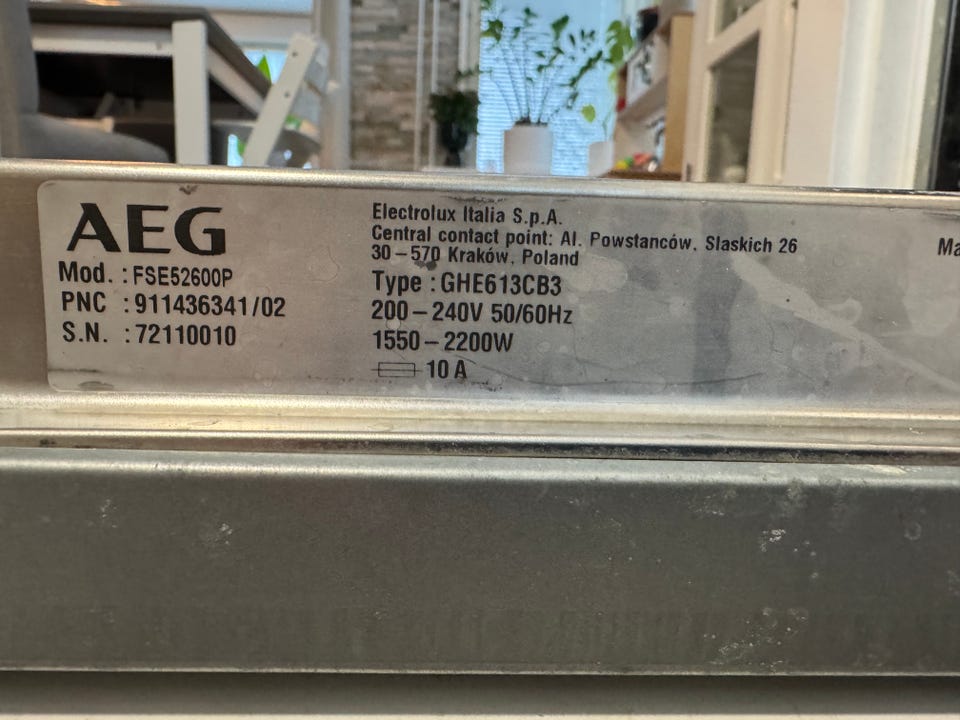 AEG
Mod. : FSE52600P
PNC : 911436341/02
S.N. : 72110010
Electrolux Italia S.p.A.
Central contact point: Al. Powstanców. Slaskich 26
30–570 Kraków, Poland
Type : GHE613CB3
200–240V 50/60Hz
1550–2200W
10 A
Ma